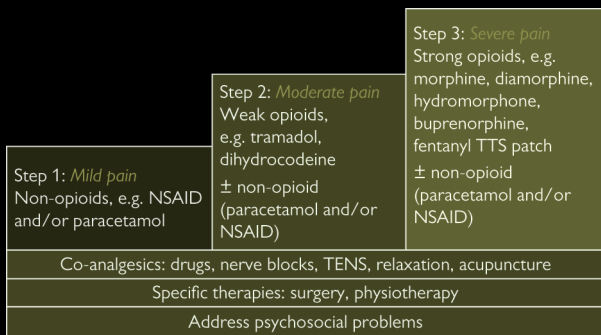 Step 1: Mild pain
Non-opioids, e.g. NSAID
and/or paracetamol
Step 2: Moderate pain
Weak opioids,
e.g. tramadol,
dihydrocodeine
± non-opioid
(paracetamol and/or
NSAID)
Step 3: Severe pain
Strong opioids, e.g.
morphine, diamorphine,
hydromorphone,
buprenorphine,
fentanyl TTS patch
± non-opioid
(paracetamol and/or
NSAID)
Co-analgesics: drugs, nerve blocks, TENS, relaxation, acupuncture
Specific therapies: surgery, physiotherapy
Address psychosocial problems